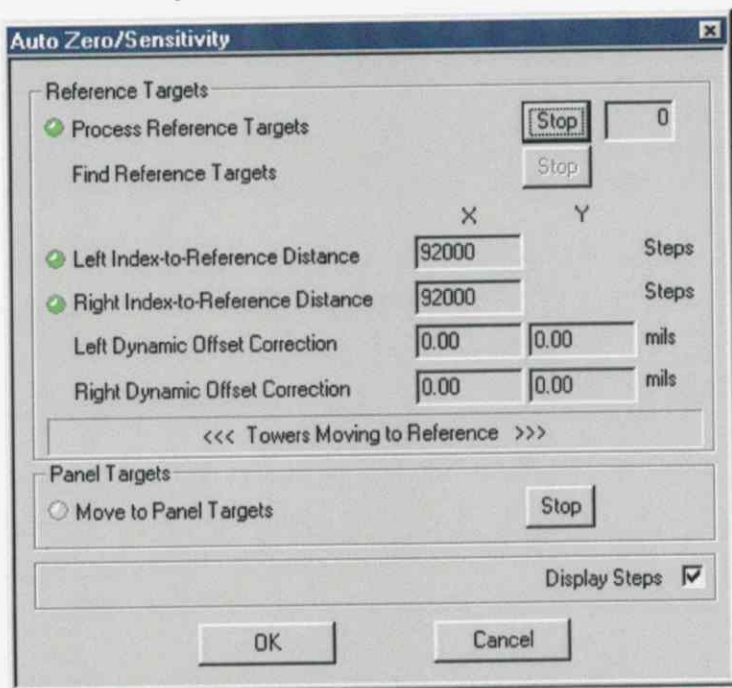 Auto Zero/Sensitivity
Reference Targets
Process Reference Targets Stop 0
Find Reference Targets Stop
X Y
Left Index-to-Reference Distance 92000 Steps
Right Index-to-Reference Distance 92000 Steps
Left Dynamic Offset Correction 0.00 0.00 mils
Right Dynamic Offset Correction 0.00 0.00 mils
<<< Towers Moving to Reference >>>
Panel Targets
Move to Panel Targets Stop
Display Steps
OK Cancel